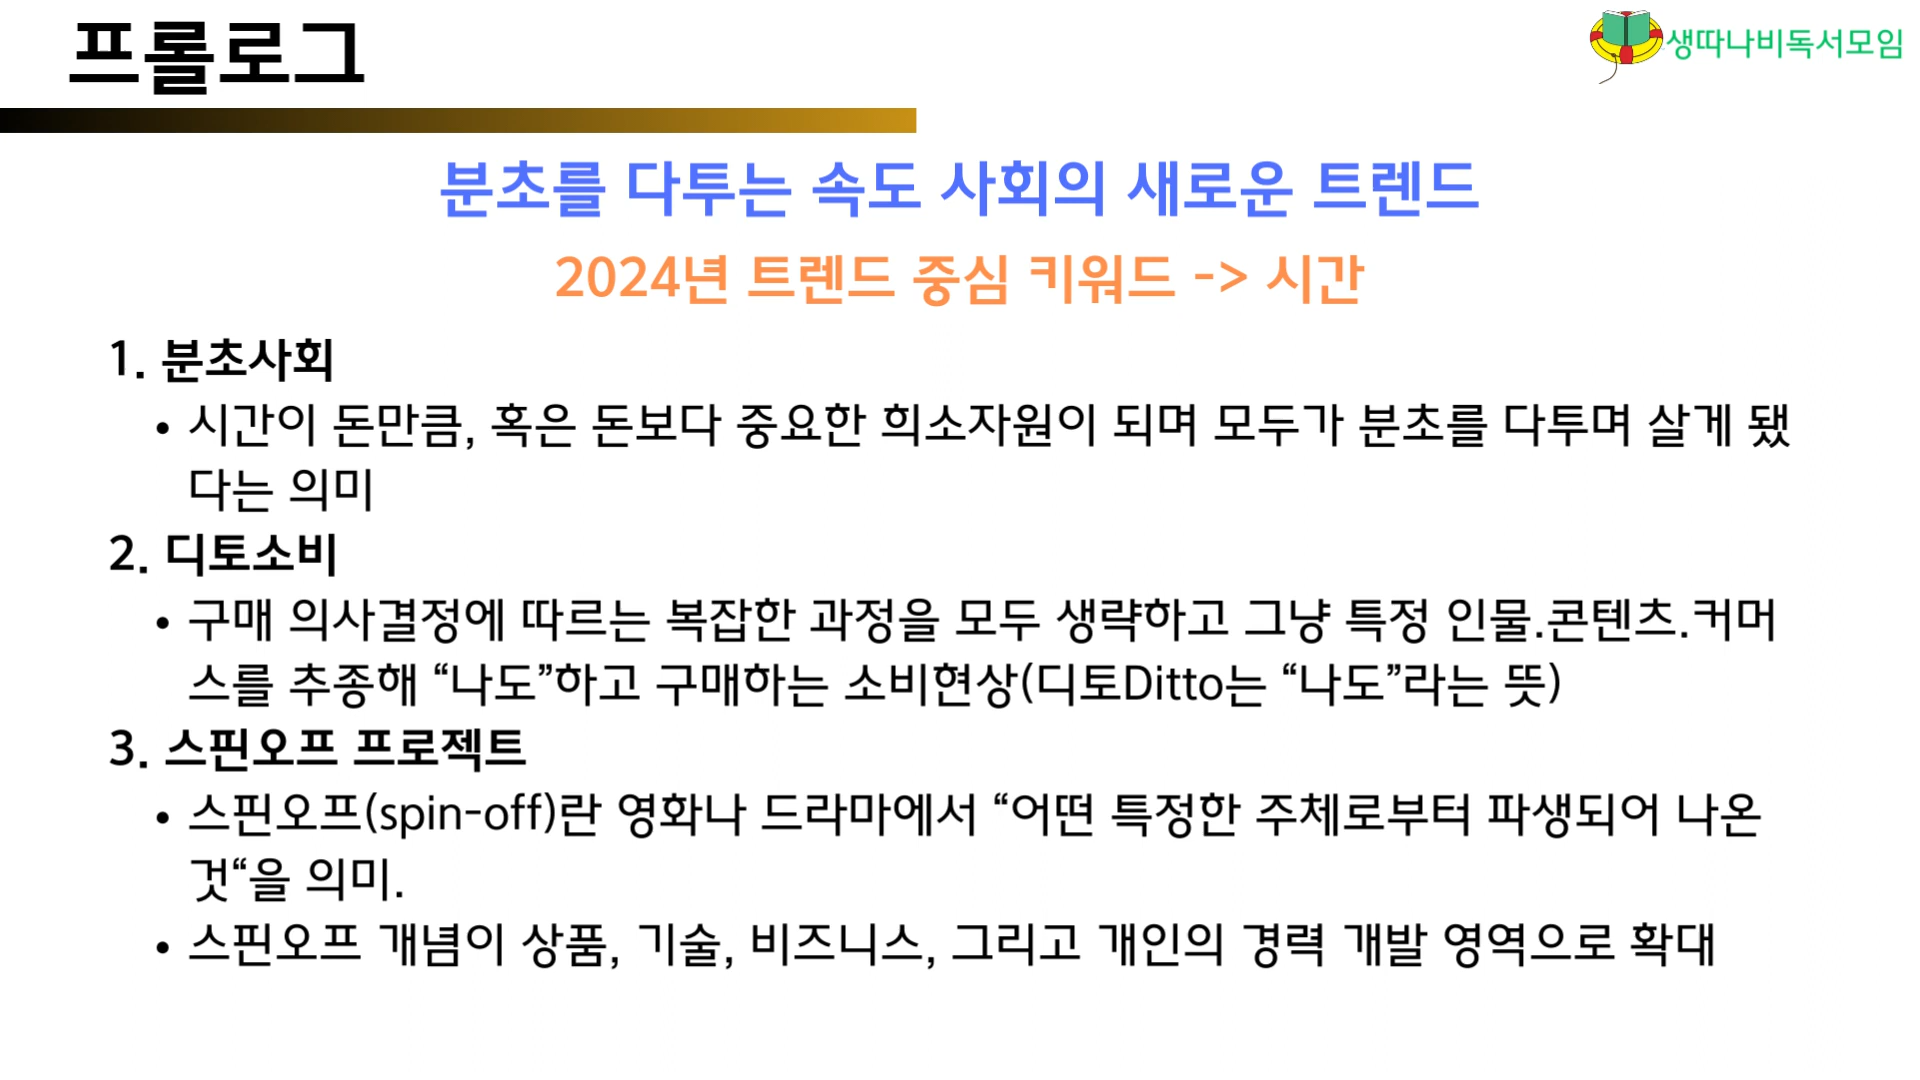 프롤로그
생따나비독서모임
분초를 다투는 속도 사회의 새로운 트렌드
2024년 트렌드 중심 키워드 -> 시간
1. 분초사회
• 시간이 돈만큼, 혹은 돈보다 중요한 희소자원이 되며 모두가 분초를 다투며 살게 됐
다는 의미
2. 디토소비
• 구매 의사결정에 따르는 복잡한 과정을 모두 생략하고 그냥 특정 인물.콘텐츠.커머
스를 추종해 “나도”하고 구매하는 소비현상(디토Ditto는 “나도”라는 뜻)
3. 스핀오프 프로젝트
• 스핀오프(spin-off)란 영화나 드라마에서 “어떤 특정한 주체로부터 파생되어 나온
것“을 의미.
• 스핀오프 개념이 상품, 기술, 비즈니스, 그리고 개인의 경력 개발 영역으로 확대